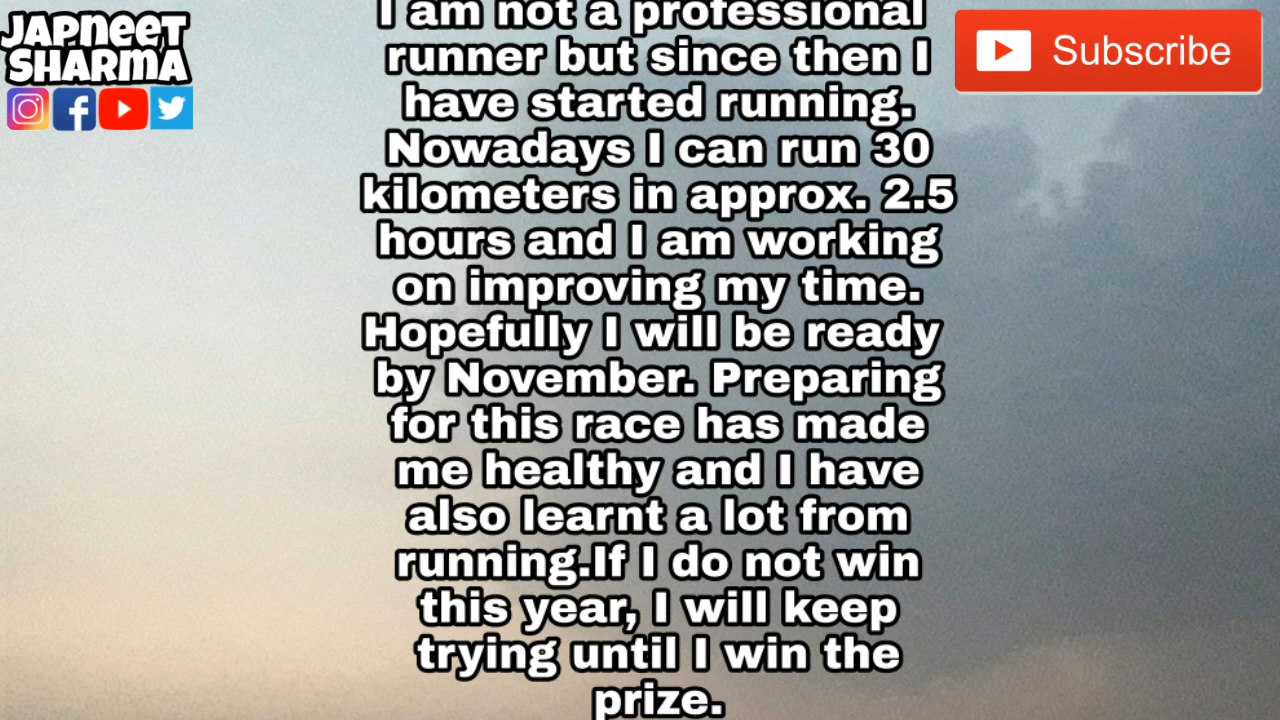 JAPNEET
SHARMA
Subscribe
I am not a professional
runner but since then I
have started running.
Nowadays I can run 30
kilometers in approx. 2.5
hours and I am working
on improving my time.
Hopefully I will be ready
by November. Preparing
for this race has made
me healthy and I have
also learnt a lot from
running.If I do not win
this year, I will keep
trying until I win the
prize.